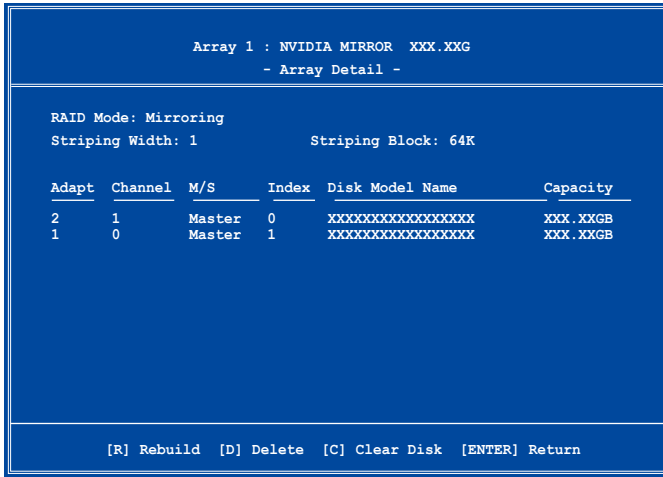 Array 1 : NVIDIA MIRROR XXX.XXG
- Array Detail -
RAID Mode: Mirroring
Striping Width: 1 Striping Block: 64K
Adapt Channel M/S Index Disk Model Name Capacity
2 1 Master 0 XXXXXXXXXXXXXXXXX XXX.XXGB
1 0 Master 1 XXXXXXXXXXXXXXXXX XXX.XXGB
[R] Rebuild [D] Delete [C] Clear Disk [ENTER] Return